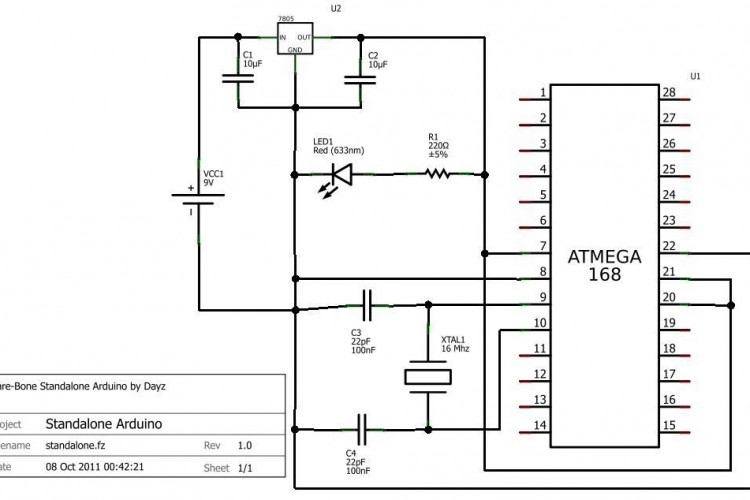 U2
7805
IN OUT
GND
C1
10µF
C2
10µF
U1
LED1
Red (633nm)
R1
220Ω
±5%
VCC1
9V
+
ATMEGA
168
1
2
3
4
5
6
7
8
9
10
11
12
13
14
28
27
26
25
24
23
22
21
20
19
18
17
16
15
C3
22pF
100nF
XTAL1
16 Mhz
C4
22pF
100nF
are-Bone Standalone Arduino by Dayz
oject Standalone Arduino
ename standalone.fz Rev 1.0
ate 08 Oct 2011 00:42:21 Sheet 1/1